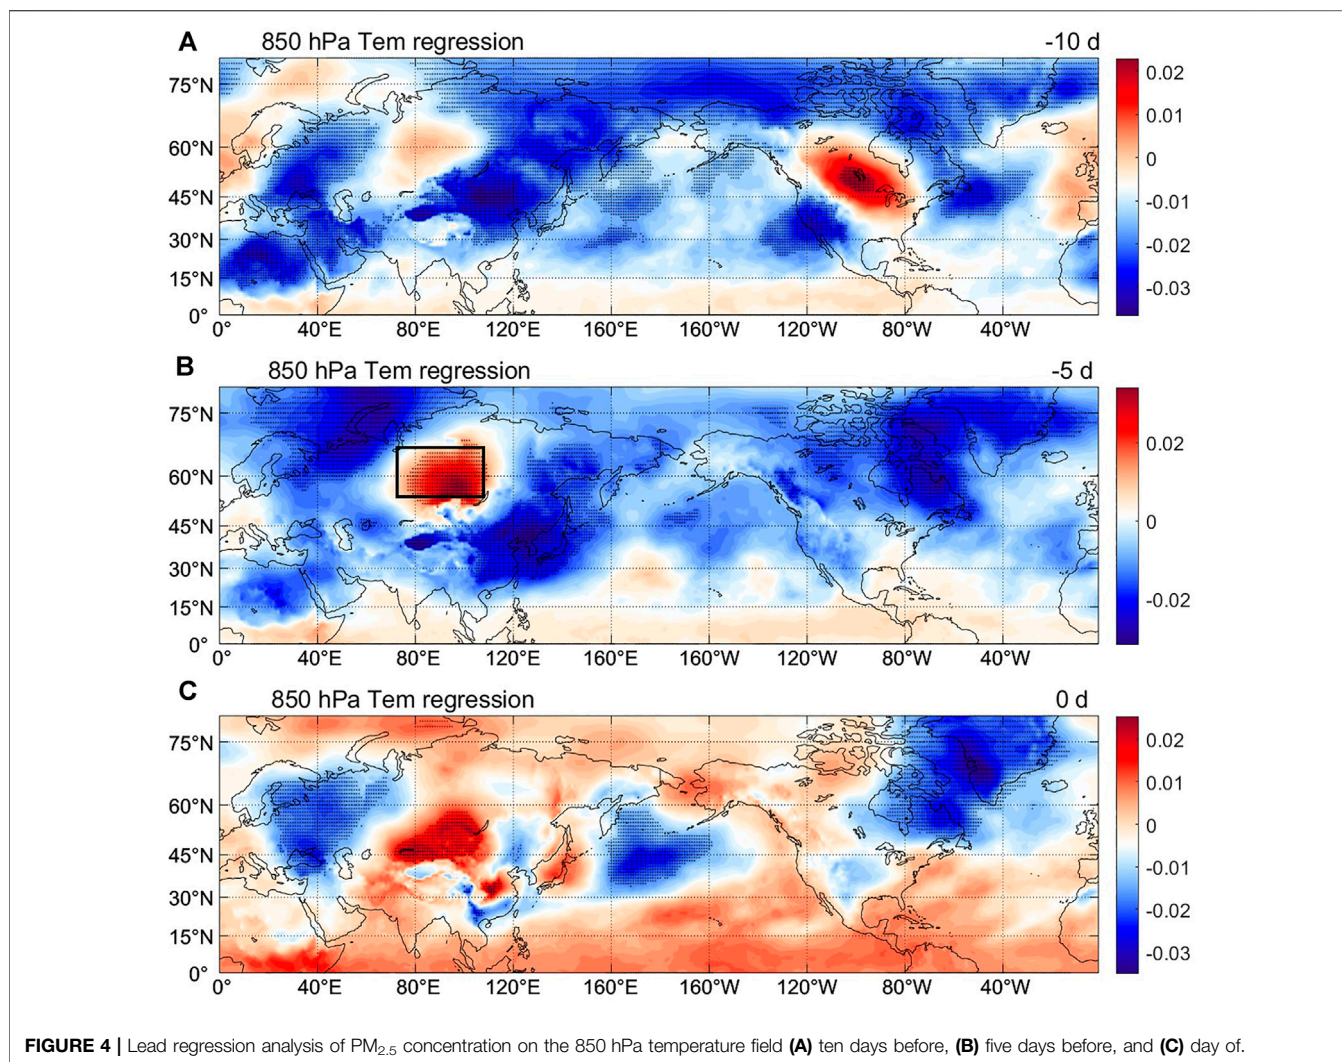 A 850 hPa Tem regression -10 d
75°N
60°N
45°N
30°N
15°N
0°
0° 40°E 80°E 120°E 160°E 160°W 120°W 80°W 40°W
0.02
0.01
0
-0.01
-0.02
-0.03
B 850 hPa Tem regression -5 d
75°N
60°N
45°N
30°N
15°N
0°
0° 40°E 80°E 120°E 160°E 160°W 120°W 80°W 40°W
0.02
0
-0.02
C 850 hPa Tem regression 0 d
75°N
60°N
45°N
30°N
15°N
0°
0° 40°E 80°E 120°E 160°E 160°W 120°W 80°W 40°W
0.02
0.01
0
-0.01
-0.02
-0.03
FIGURE 4 | Lead regression analysis of PM2.5 concentration on the 850 hPa temperature field (A) ten days before, (B) five days before, and (C) day of.